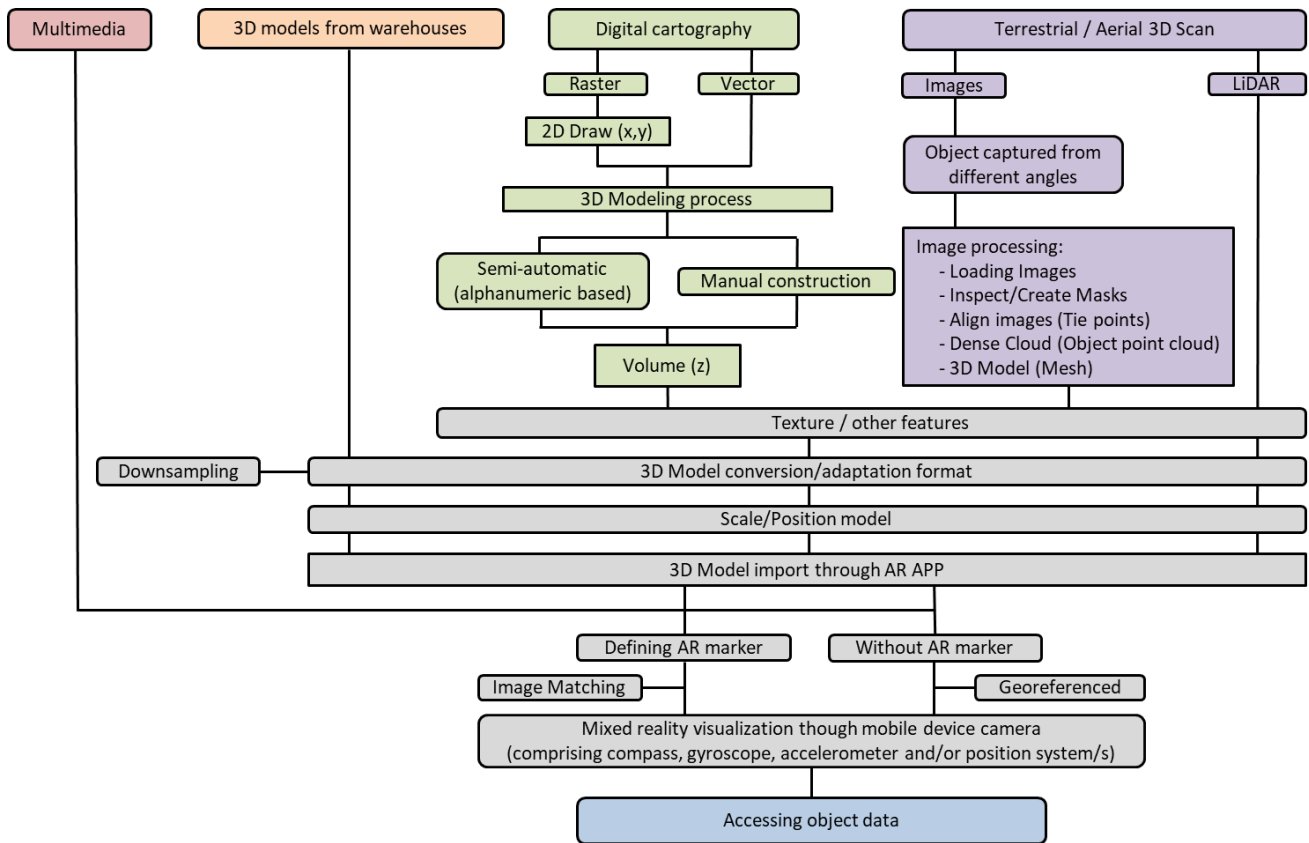 Multimedia
3D models from warehouses
Digital cartography
Terrestrial / Aerial 3D Scan
Raster
Vector
Images
LiDAR
2D Draw (x,y)
Object captured from
different angles
3D Modeling process
Semi-automatic
(alphanumeric based)
Manual construction
Image processing:
- Loading Images
- Inspect/Create Masks
- Align images (Tie points)
- Dense Cloud (Object point cloud)
- 3D Model (Mesh)
Volume (z)
Texture / other features
Downsampling
3D Model conversion/adaptation format
Scale/Position model
3D Model import through AR APP
Defining AR marker
Without AR marker
Image Matching
Georeferenced
Mixed reality visualization though mobile device camera
(comprising compass, gyroscope, accelerometer and/or position system/s)
Accessing object data